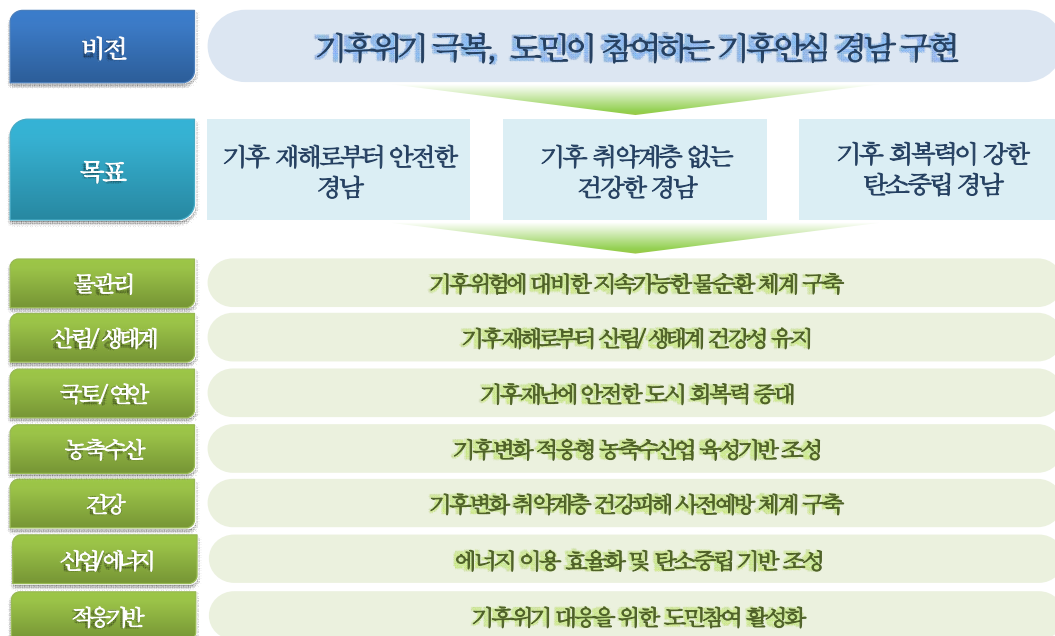 비전
기후위기 극복, 도민이 참여하는 기후안심 경남 구현
목표
기후 재해로부터 안전한
경남
기후 취약계층 없는
건강한 경남
기후 회복력이 강한
탄소중립 경남
물관리
기후위험에 대비한 지속가능한 물순환 체계 구축
산림/생태계
기후재해로부터 산림/생태계 건강성 유지
국토/연안
기후재난에 안전한 도시 회복력 증대
농축수산
기후변화 적응형 농축수산업 육성기반 조성
건강
기후변화 취약계층 건강피해 사전예방 체계 구축
산업/에너지
에너지 이용 효율화 및 탄소중립 기반 조성
적응기반
기후위기 대응을 위한 도민참여 활성화